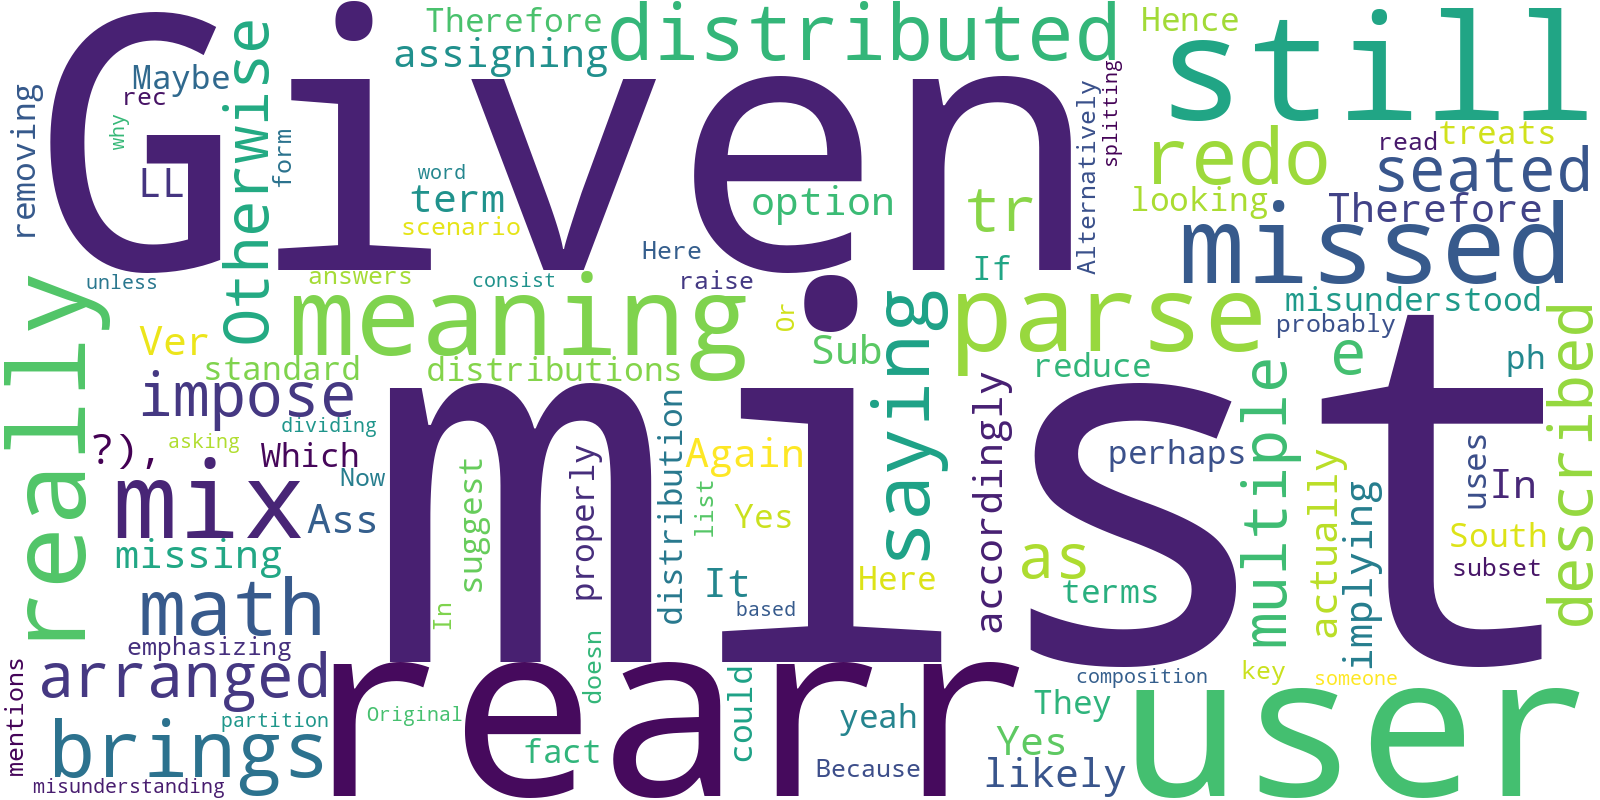 Given
mist
rearr
user
still
missed
really
meaning
parse
distributed
saying
mix
redo
brings
math
arranged
multiple
described
Otherwise
impose
seated
tr
as
e
Therefore
assigning
Hence
Maybe
rec
why
LL
form
removing
word
term
scenario
option
Here
raise
If
Alternatively
splitting
looking
read
treats
Therefore
misunderstood
probably
ph
unless
answers
consist
Or
Sub
Ver
standard
distributions
reduce
dividing
asking
?),
Which
Now
Ass
missing
suggest
properly
distribution
Again
list
Yes
It
Here
based
In
accordingly
perhaps
terms
actually
implying
uses
In
South
subset
emphasizing
mentions
partition
Original
doesn
could
fact
yeah
Because
They
Yes
likely
composition
key
someone
misunderstanding